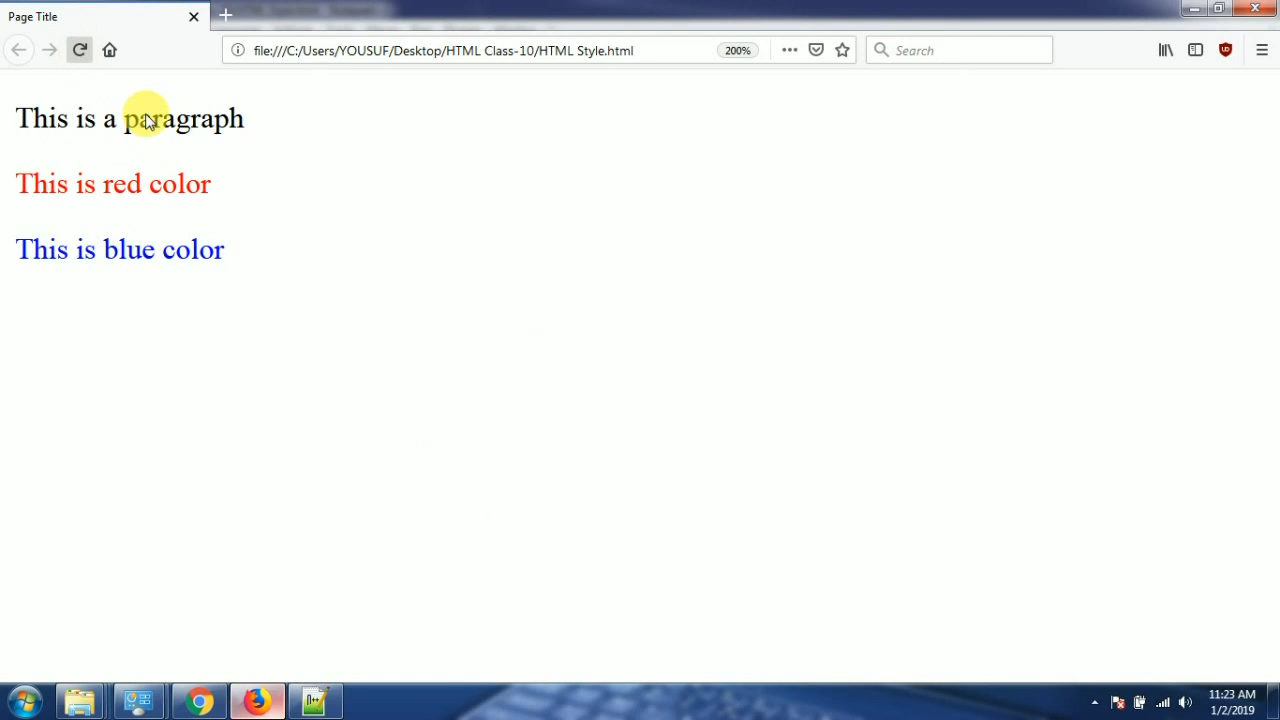 Page Title
file:///C:/Users/YOUSUF/Desktop/HTML Class-10/HTML Style.html
200%
Search
This is a paragraph
This is red color
This is blue color
11:23 AM
1/2/2019